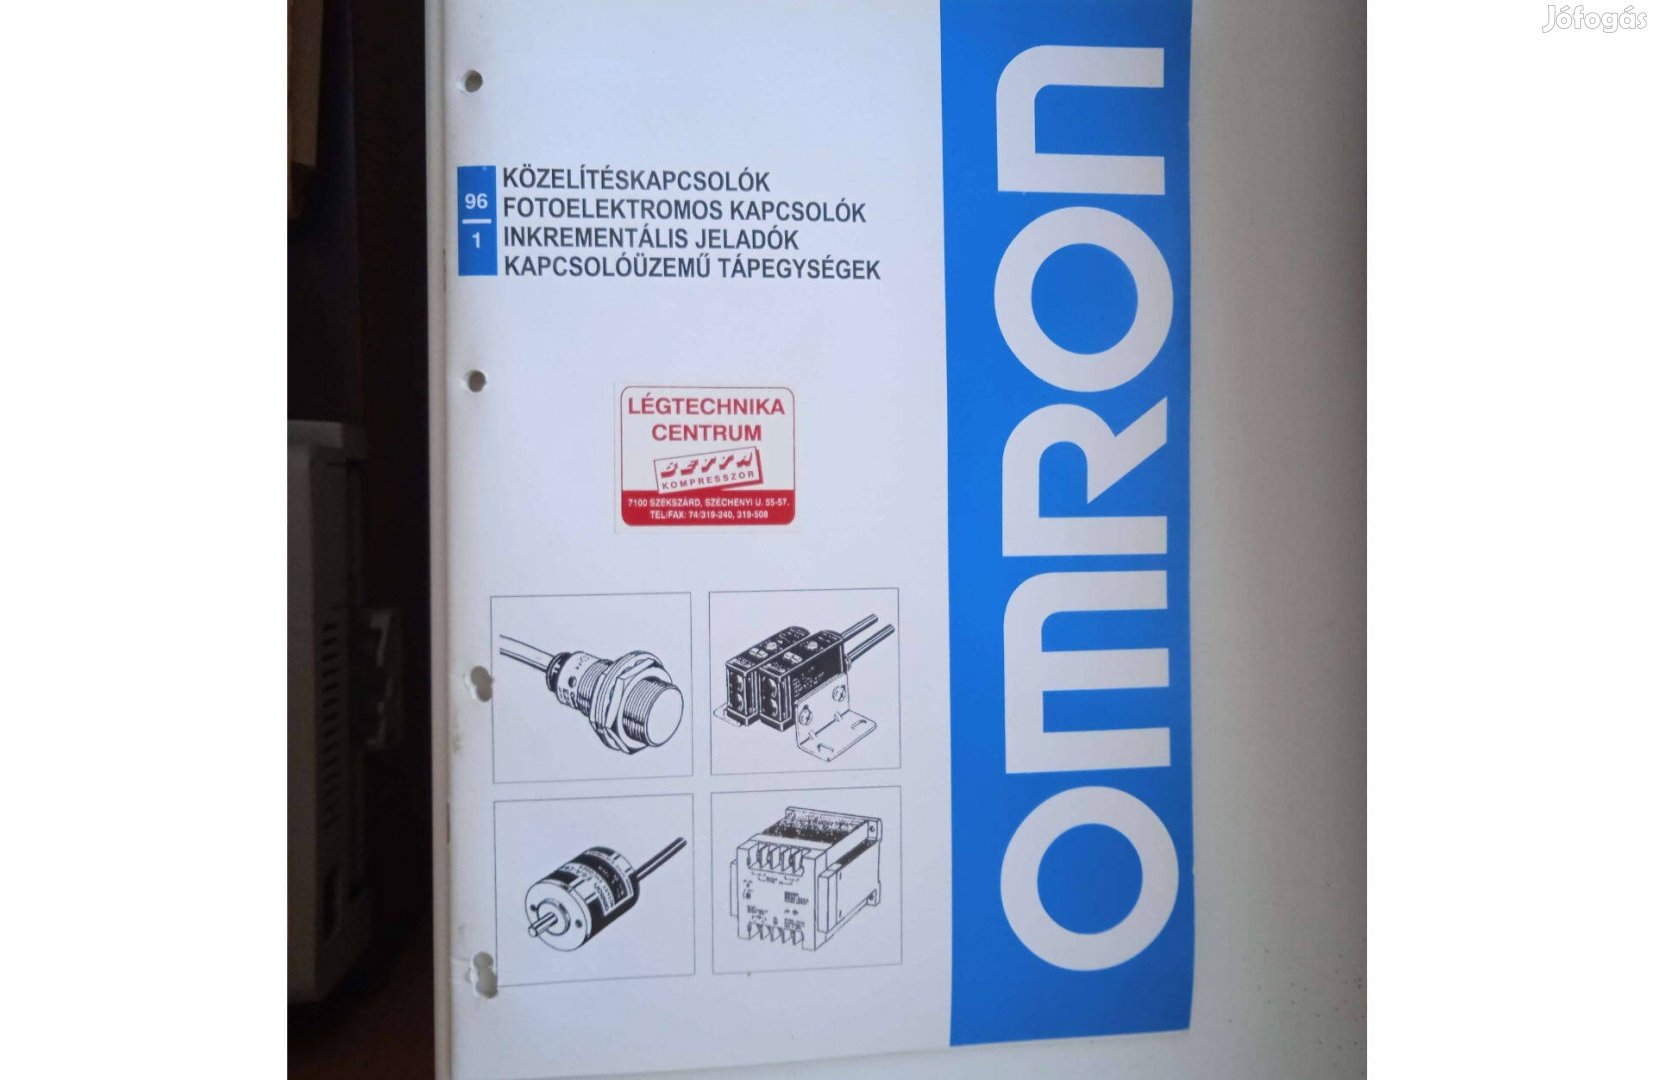 Jófogás
96
1
KÖZELÍTÉSKAPCSOLÓK
FOTOELEKTROMOS KAPCSOLÓK
INKREMENTÁLIS JELADÓK
KAPCSOLÓÜZEMŰ TÁPEGYSÉGEK
LÉGTECHNIKA
CENTRUM
BETTA
KOMPRESSZOR
7100 SZEKSZÁRD, SZÉCHENYI U. 55-57.
TEL/FAX: 74/319-240, 319-508
OMRON